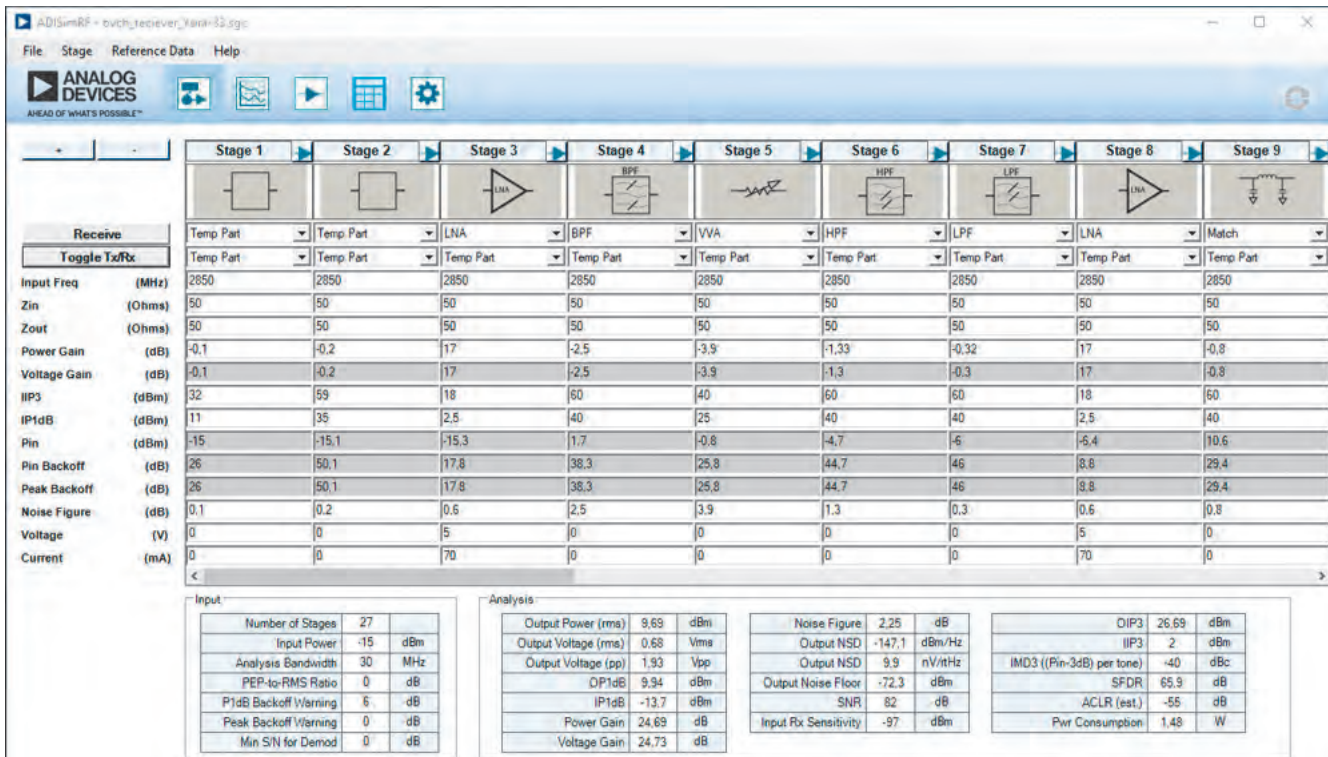 ADISimRF -
File Stage Reference Data Help
ANALOG
DEVICES
AHEAD OF WHAT'S POSSIBLE™
+ - Stage 1 Stage 2 Stage 3 Stage 4 Stage 5 Stage 6 Stage 7 Stage 8 Stage 9
LNA BPF HPF LPF LNA
Receive Temp Part Temp Part LNA BPF VVA HPF LPF LNA Match
Toggle Tx/Rx Temp Part Temp Part Temp Part Temp Part Temp Part Temp Part Temp Part Temp Part Temp Part
Input Freq (MHz) 2850 2850 2850 2850 2850 2850 2850 2850 2850
Zin (Ohms) 50 50 50 50 50 50 50 50 50
Zout (Ohms) 50 50 50 50 50 50 50 50 50
Power Gain (dB) -0,1 -0,2 17 -2,5 -3,9 -1,33 -0,32 17 -0,8
Voltage Gain (dB) -0,1 -0,2 17 -2,5 -3,9 -1,3 -0,3 17 -0,8
IIP3 (dBm) 32 59 18 60 40 60 60 18 60
IP1dB (dBm) 11 35 2,5 40 25 40 40 2,5 40
Pin (dBm) -15 -15,1 -15,3 1,7 -0,8 -4,7 -6 -6,4 10,6
Pin Backoff (dB) 26 50,1 17,8 38,3 25,8 44,7 46 8,8 29,4
Peak Backoff (dB) 26 50,1 17,8 38,3 25,8 44,7 46 8,8 29,4
Noise Figure (dB) 0,1 0,2 0,6 2,5 3,9 1,3 0,3 0,6 0,8
Voltage (V) 0 0 5 0 0 0 0 5 0
Current (mA) 0 0 70 0 0 0 0 70 0
Input
Number of Stages 27
Input Power -15 dBm
Analysis Bandwidth 30 MHz
PEP-to-RMS Ratio 0 dB
P1dB Backoff Warning 6 dB
Peak Backoff Warning 0 dB
Min S/N for Demod 0 dB
Analysis
Output Power (rms) 9,69 dBm
Output Voltage (rms) 0,68 Vrms
Output Voltage (pp) 1,93 Vpp
OP1dB 9,94 dBm
IP1dB -13,7 dBm
Power Gain 24,69 dB
Voltage Gain 24,73 dB
Noise Figure 2,25 dB
Output NSD -147,1 dBm/Hz
Output NSD 9,9 nV/rtHz
Output Noise Floor -72,3 dBm
SNR 82 dB
Input Rx Sensitivity -97 dBm
OIP3 26,69 dBm
IIP3 2 dBm
IMD3 ((Pin-3dB) per tone) -40 dBc
SFDR 65,9 dB
ACLR (est.) -55 dB
Pwr Consumption 1,48 W